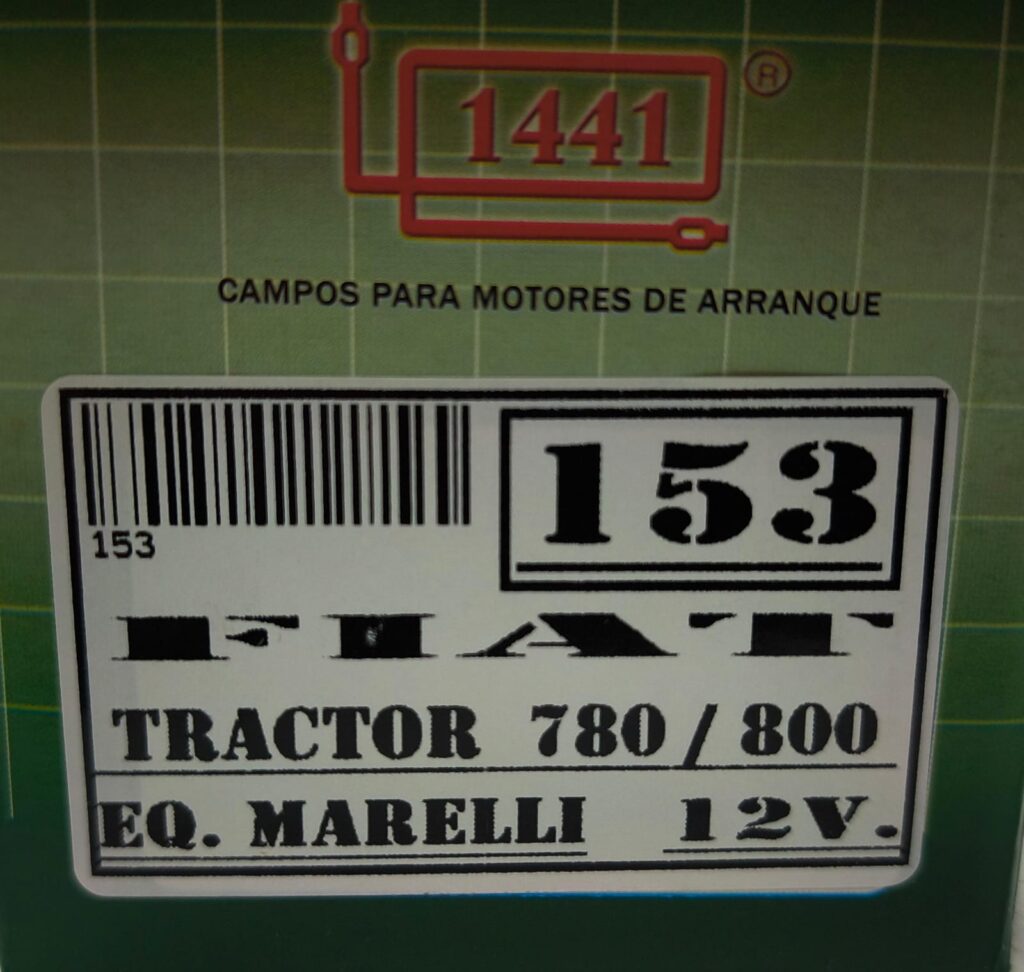 1441 ®
CAMPOS PARA MOTORES DE ARRANQUE
153
153
FIAT
TRACTOR 780 / 800
EQ. MARELLI 12V.